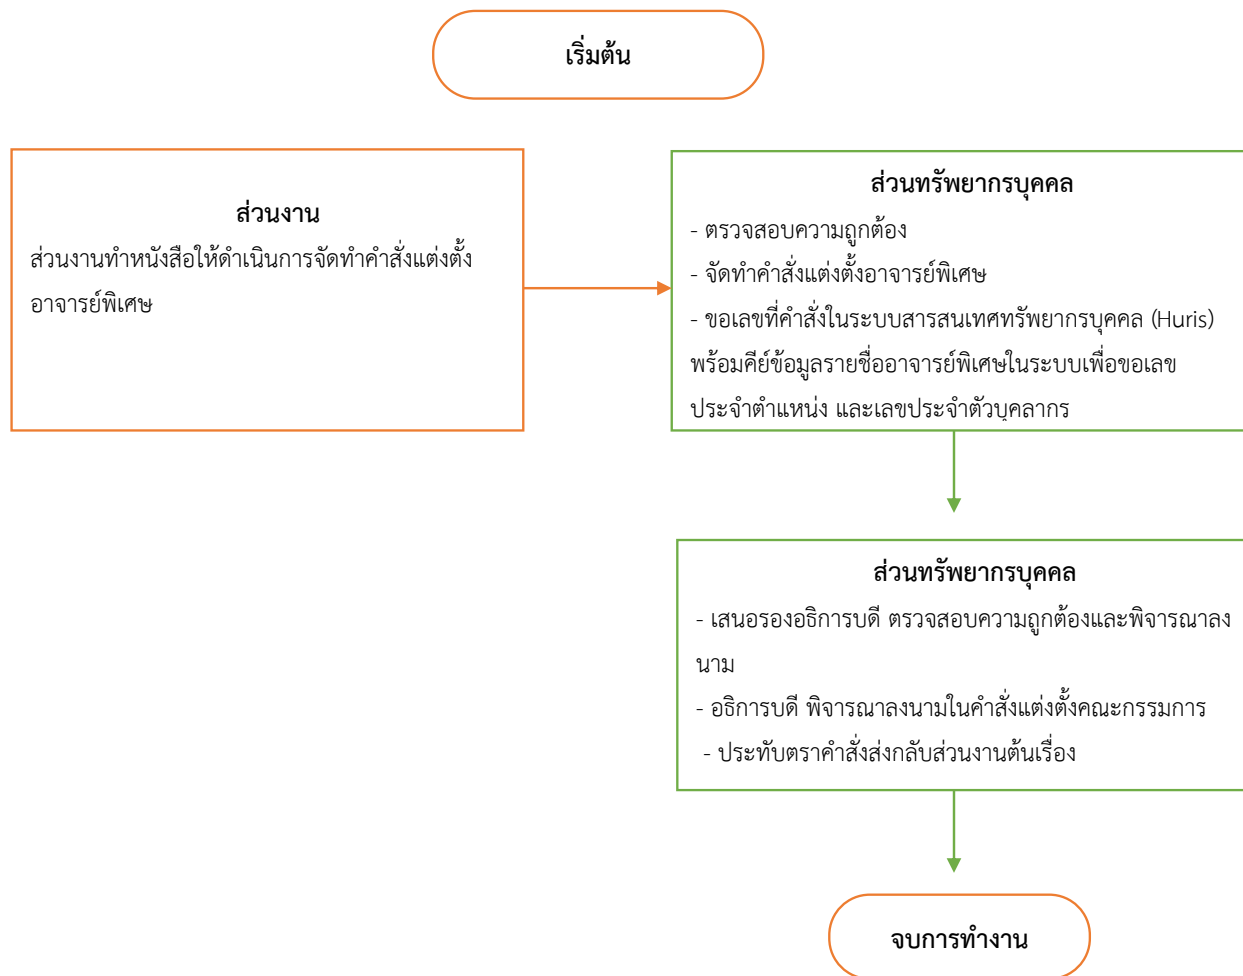 เริ่มต้น
ส่วนงาน
ส่วนงานทำหนังสือให้ดำเนินการจัดทำคำสั่งแต่งตั้ง
อาจารย์พิเศษ
ส่วนทรัพยากรบุคคล
- ตรวจสอบความถูกต้อง
- จัดทำคำสั่งแต่งตั้งอาจารย์พิเศษ
- ขอเลขที่คำสั่งในระบบสารสนเทศทรัพยากรบุคคล (Huris)
พร้อมคีย์ข้อมูลรายชื่ออาจารย์พิเศษในระบบเพื่อขอเลข
ประจำตำแหน่ง และเลขประจำตัวบุคลากร
ส่วนทรัพยากรบุคคล
- เสนอรองอธิการบดี ตรวจสอบความถูกต้องและพิจารณาลง
นาม
- อธิการบดี พิจารณาลงนามในคำสั่งแต่งตั้งคณะกรรมการ
- ประทับตราคำสั่งส่งกลับส่วนงานต้นเรื่อง
จบการทำงาน